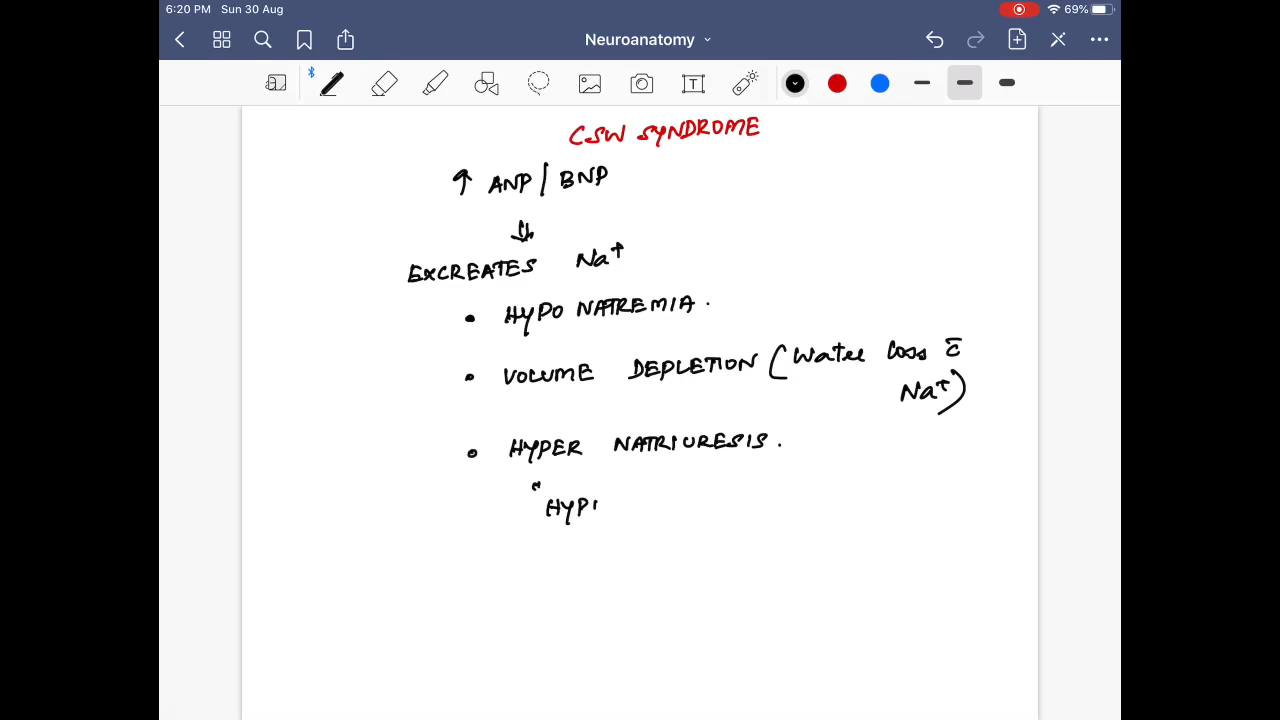 6:20 PM Sun 30 Aug 69%
Neuroanatomy
T
CSW SYNDROME
↑ ANP / BNP
⇓
EXCREATES Na⁺
• HYPO NATREMIA.
• VOLUME DEPLETION (Water loss c̄
Na⁺)
• HYPER NATRIURESIS.
"HYP